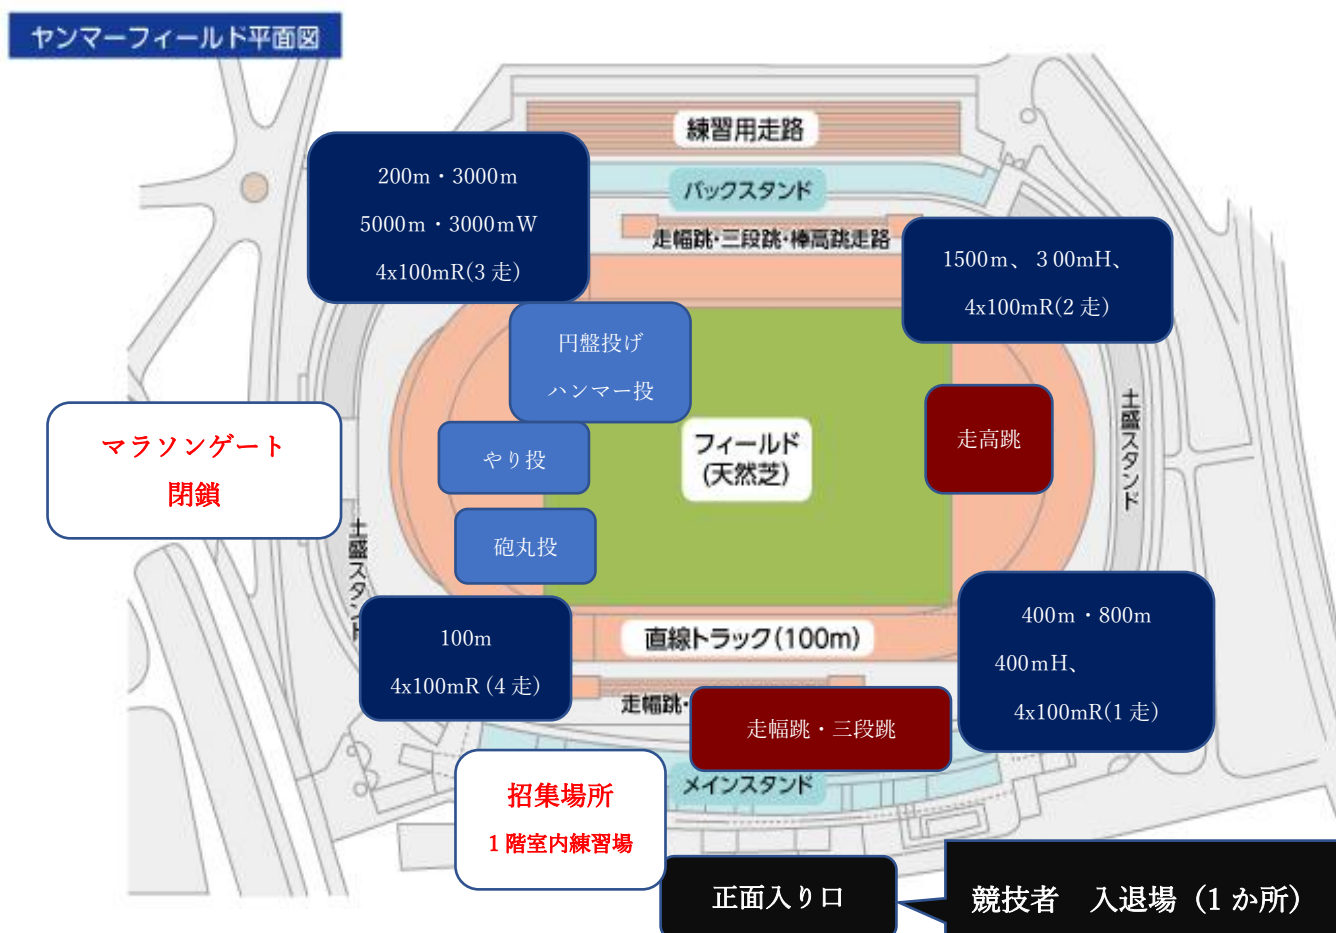 ヤンマーフィールド平面図
練習用走路
バックスタンド
走幅跳・三段跳・棒高跳走路
200m・3000m
5000m・3000mW
4x100mR(3 走)
1500m、３00mH、
4x100mR(2 走)
円盤投げ
ハンマー投
やり投
砲丸投
フィールド
(天然芝)
走高跳
土盛スタンド
マラソンゲート
閉鎖
土盛スタンド
100m
4x100mR (4 走)
直線トラック(100m)
400m・800m
400mH、
4x100mR(1 走)
走幅跳・
走幅跳・三段跳
メインスタンド
招集場所
1 階室内練習場
正面入り口
競技者　入退場（1 か所）